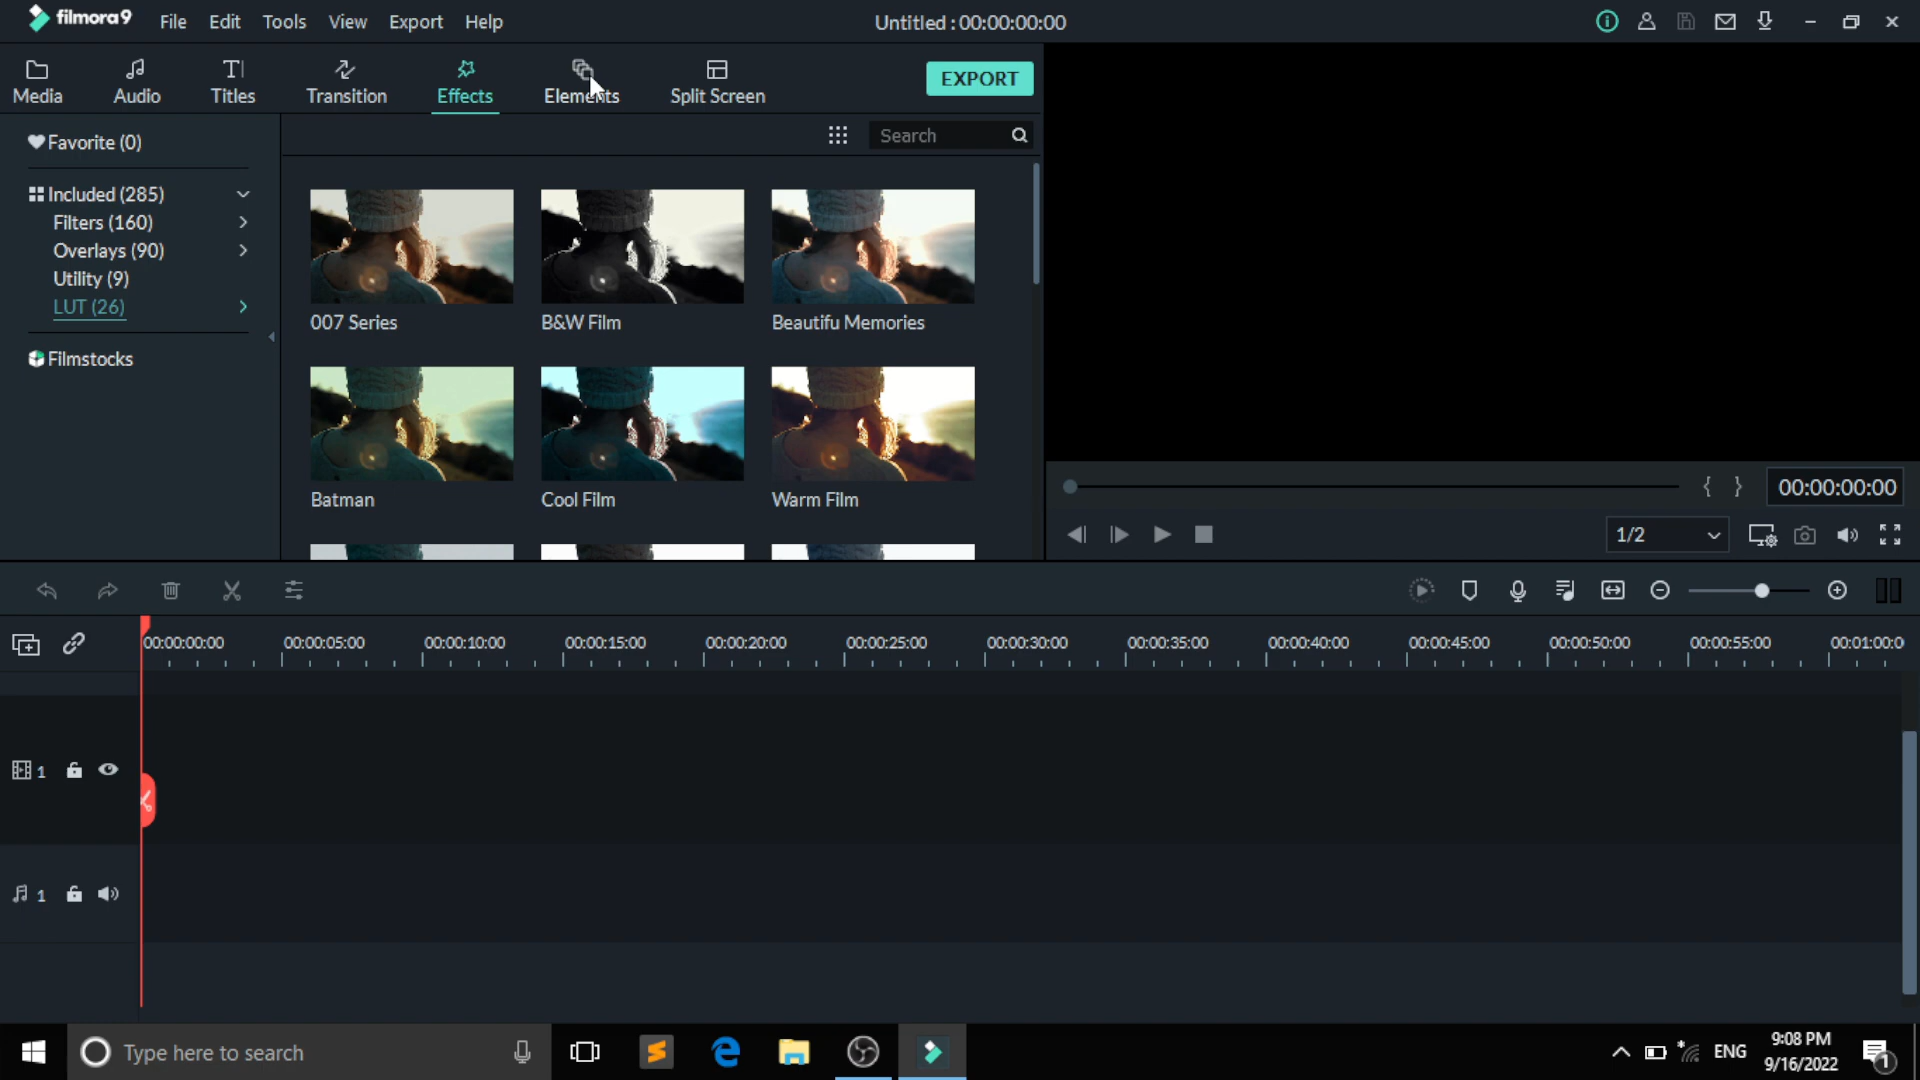 filmora9 File Edit Tools View Export Help Untitled : 00:00:00:00
Media Audio Titles Transition Effects Elements Split Screen EXPORT
Favorite (0)
Search
Included (285)
Filters (160)
Overlays (90)
Utility (9)
LUT (26)
Filmstocks
007 Series B&W Film Beautifu Memories
Batman Cool Film Warm Film
{ } 00:00:00:00
1/2
00:00:00:00 00:00:05:00 00:00:10:00 00:00:15:00 00:00:20:00 00:00:25:00 00:00:30:00 00:00:35:00 00:00:40:00 00:00:45:00 00:00:50:00 00:00:55:00 00:01:00:0
1
1
Type here to search
ENG
9:08 PM
9/16/2022
1